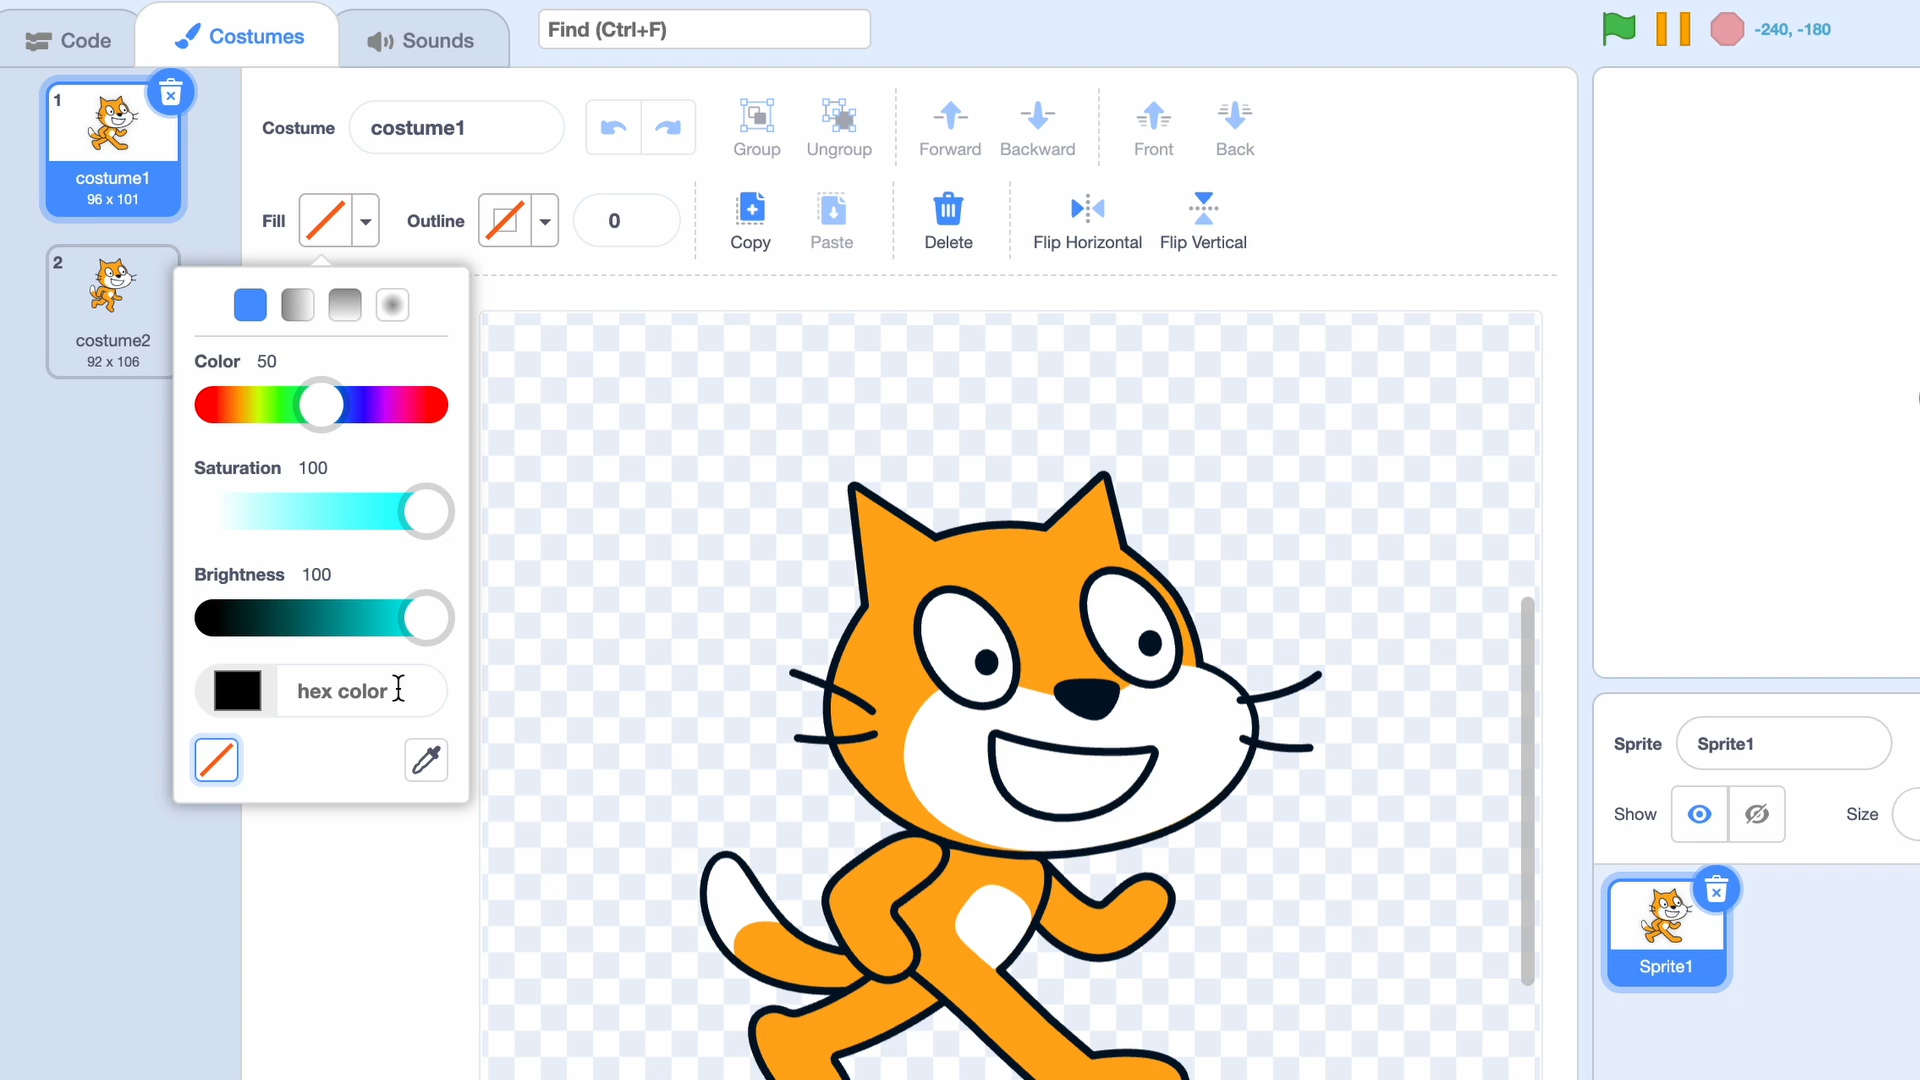 Code
Costumes
Sounds
Find (Ctrl+F)
-240, -180
1
costume1
96 x 101
2
costume2
92 x 106
Costume
costume1
Group
Ungroup
Forward
Backward
Front
Back
Fill
Outline
0
Copy
Paste
Delete
Flip Horizontal
Flip Vertical
Color 50
Saturation 100
Brightness 100
hex color
Sprite
Sprite1
Show
Size
Sprite1